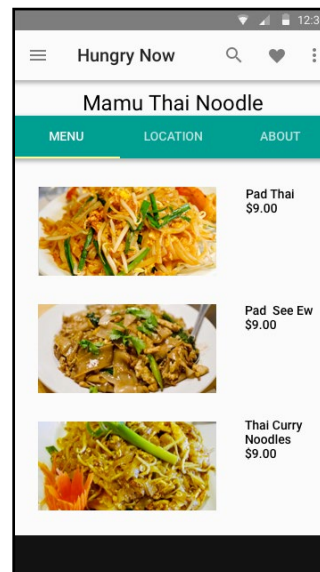 12:3
Hungry Now
Mamu Thai Noodle
MENU LOCATION ABOUT
Pad Thai
$9.00
Pad See Ew
$9.00
Thai Curry
Noodles
$9.00